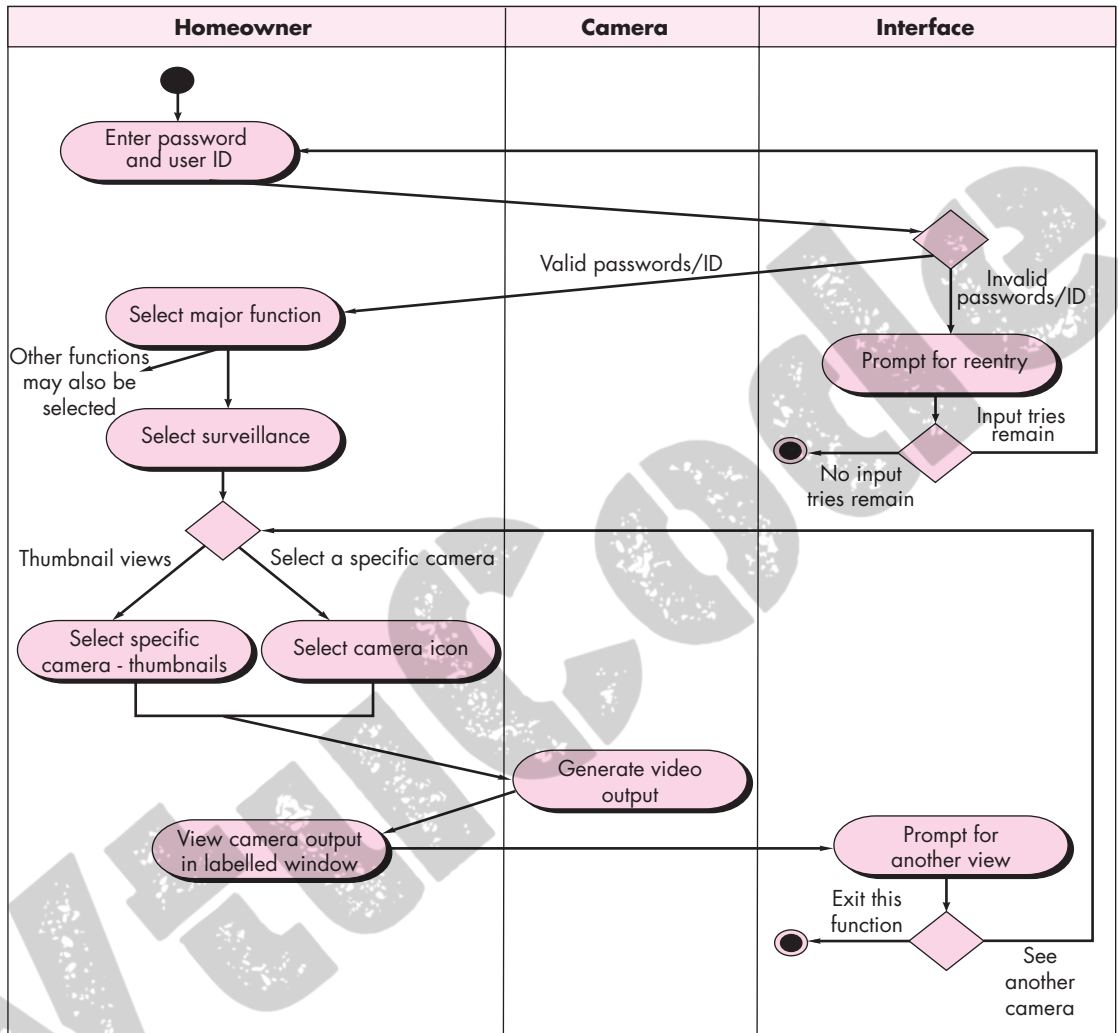 Homeowner
Camera
Interface
Enter password
and user ID
Valid passwords/ID
Invalid
passwords/ID
Select major function
Prompt for reentry
Other functions
may also be
selected
Input tries
remain
Select surveillance
No input
tries remain
Thumbnail views
Select a specific camera
Select specific
camera - thumbnails
Select camera icon
Generate video
output
View camera output
in labelled window
Prompt for
another view
Exit this
function
See
another
camera
vtucode